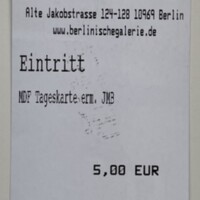 Alte Jakobstrasse 124-128 10969 Berlin
www.berlinischegalerie.de
Eintritt
MDF Tageskarte erm. JMB
5,00 EUR